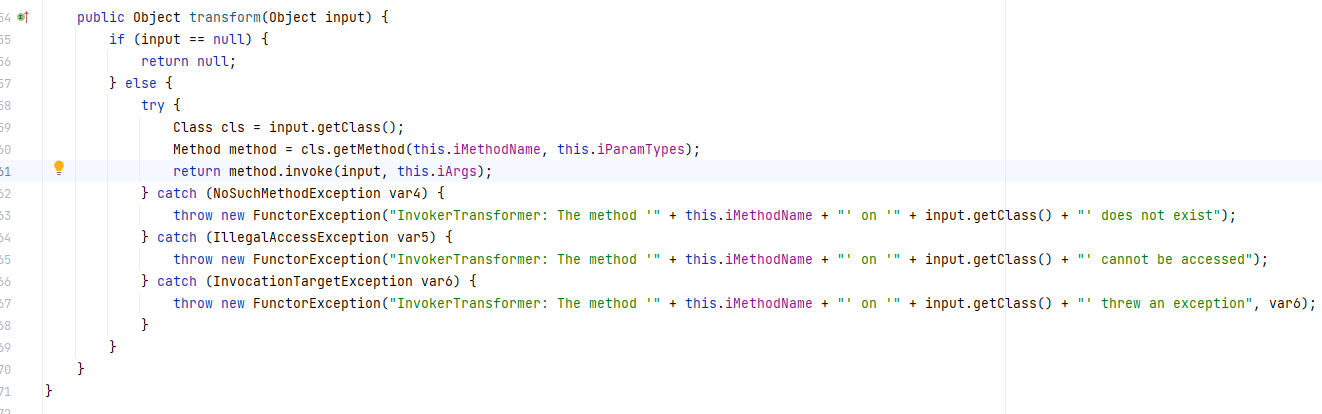 54 public Object transform(Object input) {
55 if (input == null) {
56 return null;
57 } else {
58 try {
59 Class cls = input.getClass();
60 Method method = cls.getMethod(this.iMethodName, this.iParamTypes);
61 return method.invoke(input, this.iArgs);
62 } catch (NoSuchMethodException var4) {
63 throw new FunctorException("InvokerTransformer: The method '" + this.iMethodName + "' on '" + input.getClass() + "' does not exist");
64 } catch (IllegalAccessException var5) {
65 throw new FunctorException("InvokerTransformer: The method '" + this.iMethodName + "' on '" + input.getClass() + "' cannot be accessed");
66 } catch (InvocationTargetException var6) {
67 throw new FunctorException("InvokerTransformer: The method '" + this.iMethodName + "' on '" + input.getClass() + "' threw an exception", var6);
68 }
69 }
70 }
71 }
72